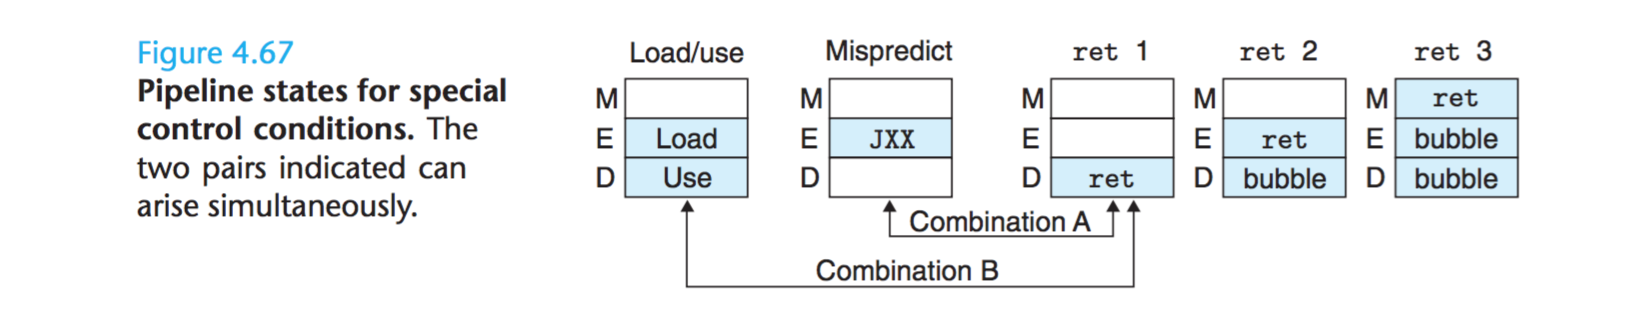 Figure 4.67
Pipeline states for special
control conditions. The
two pairs indicated can
arise simultaneously.
Load/use
M
E Load
D Use
Mispredict
M
E JXX
D
ret 1
M
E
D ret
ret 2
M
E ret
D bubble
ret 3
M ret
E bubble
D bubble
Combination A
Combination B